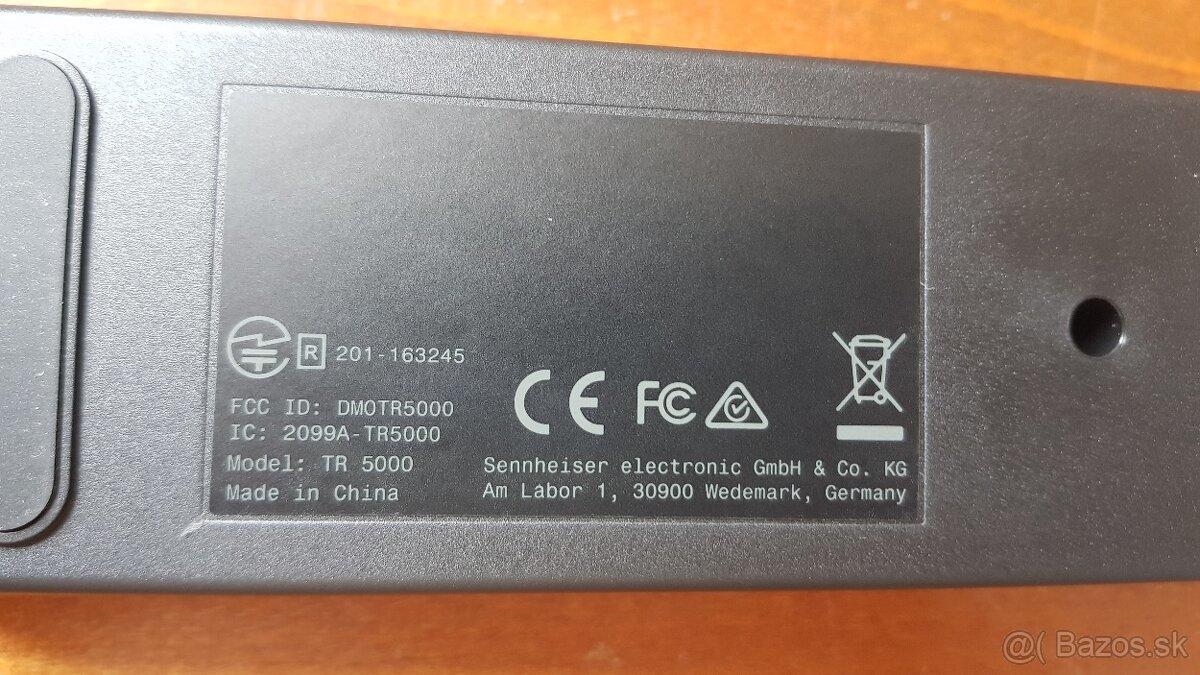 R 201-163245
FCC ID: DMOTR5000
IC: 2099A-TR5000
Model: TR 5000
Made in China
CE FC
Sennheiser electronic GmbH & Co. KG
Am Labor 1, 30900 Wedemark, Germany
@( Bazos.sk